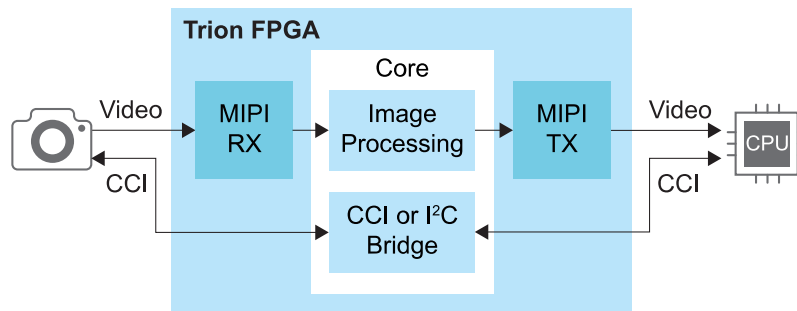 Trion FPGA
Core
Video
MIPI
RX
Image
Processing
MIPI
TX
Video
CPU
CCI
CCI or I²C
Bridge
CCI